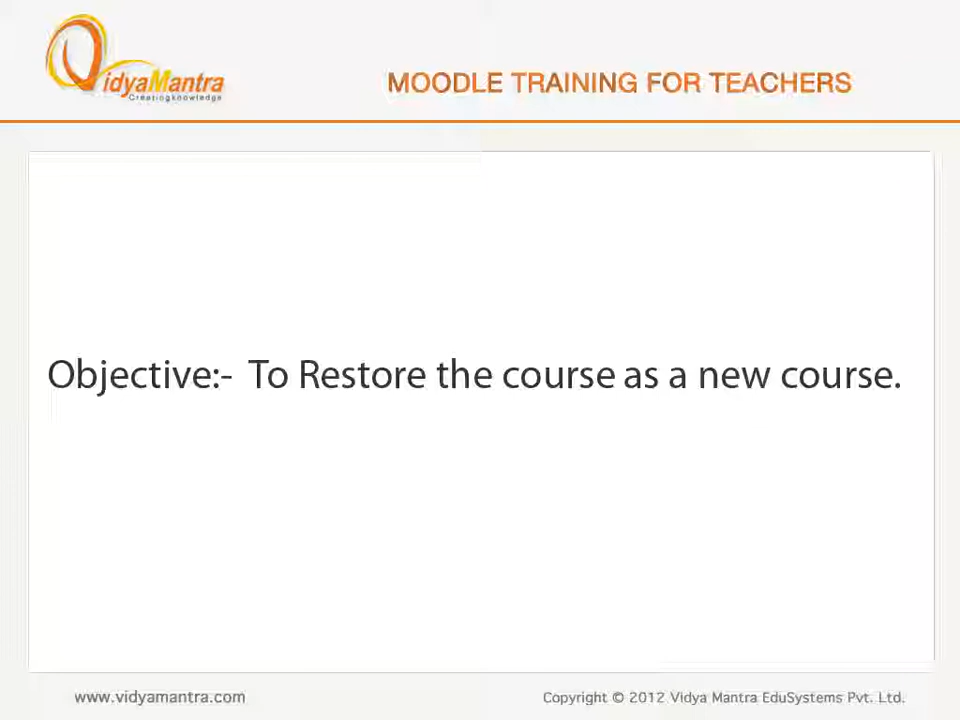 VidyaMantra
Creatingknowledge
MOODLE TRAINING FOR TEACHERS
Objective:- To Restore the course as a new course.
www.vidyamantra.com
Copyright © 2012 Vidya Mantra EduSystems Pvt. Ltd.